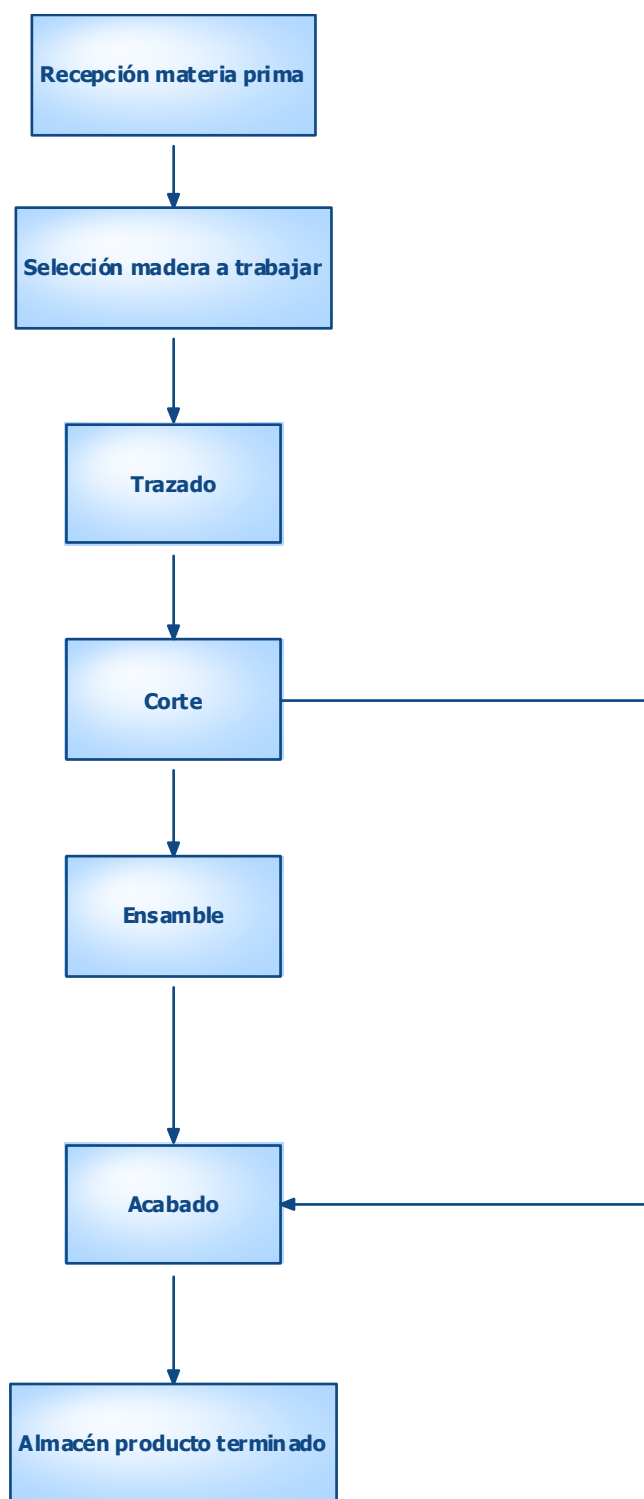 Recepción materia prima
Selección madera a trabajar
Trazado
Corte
Ensamble
Acabado
Almacén producto terminado